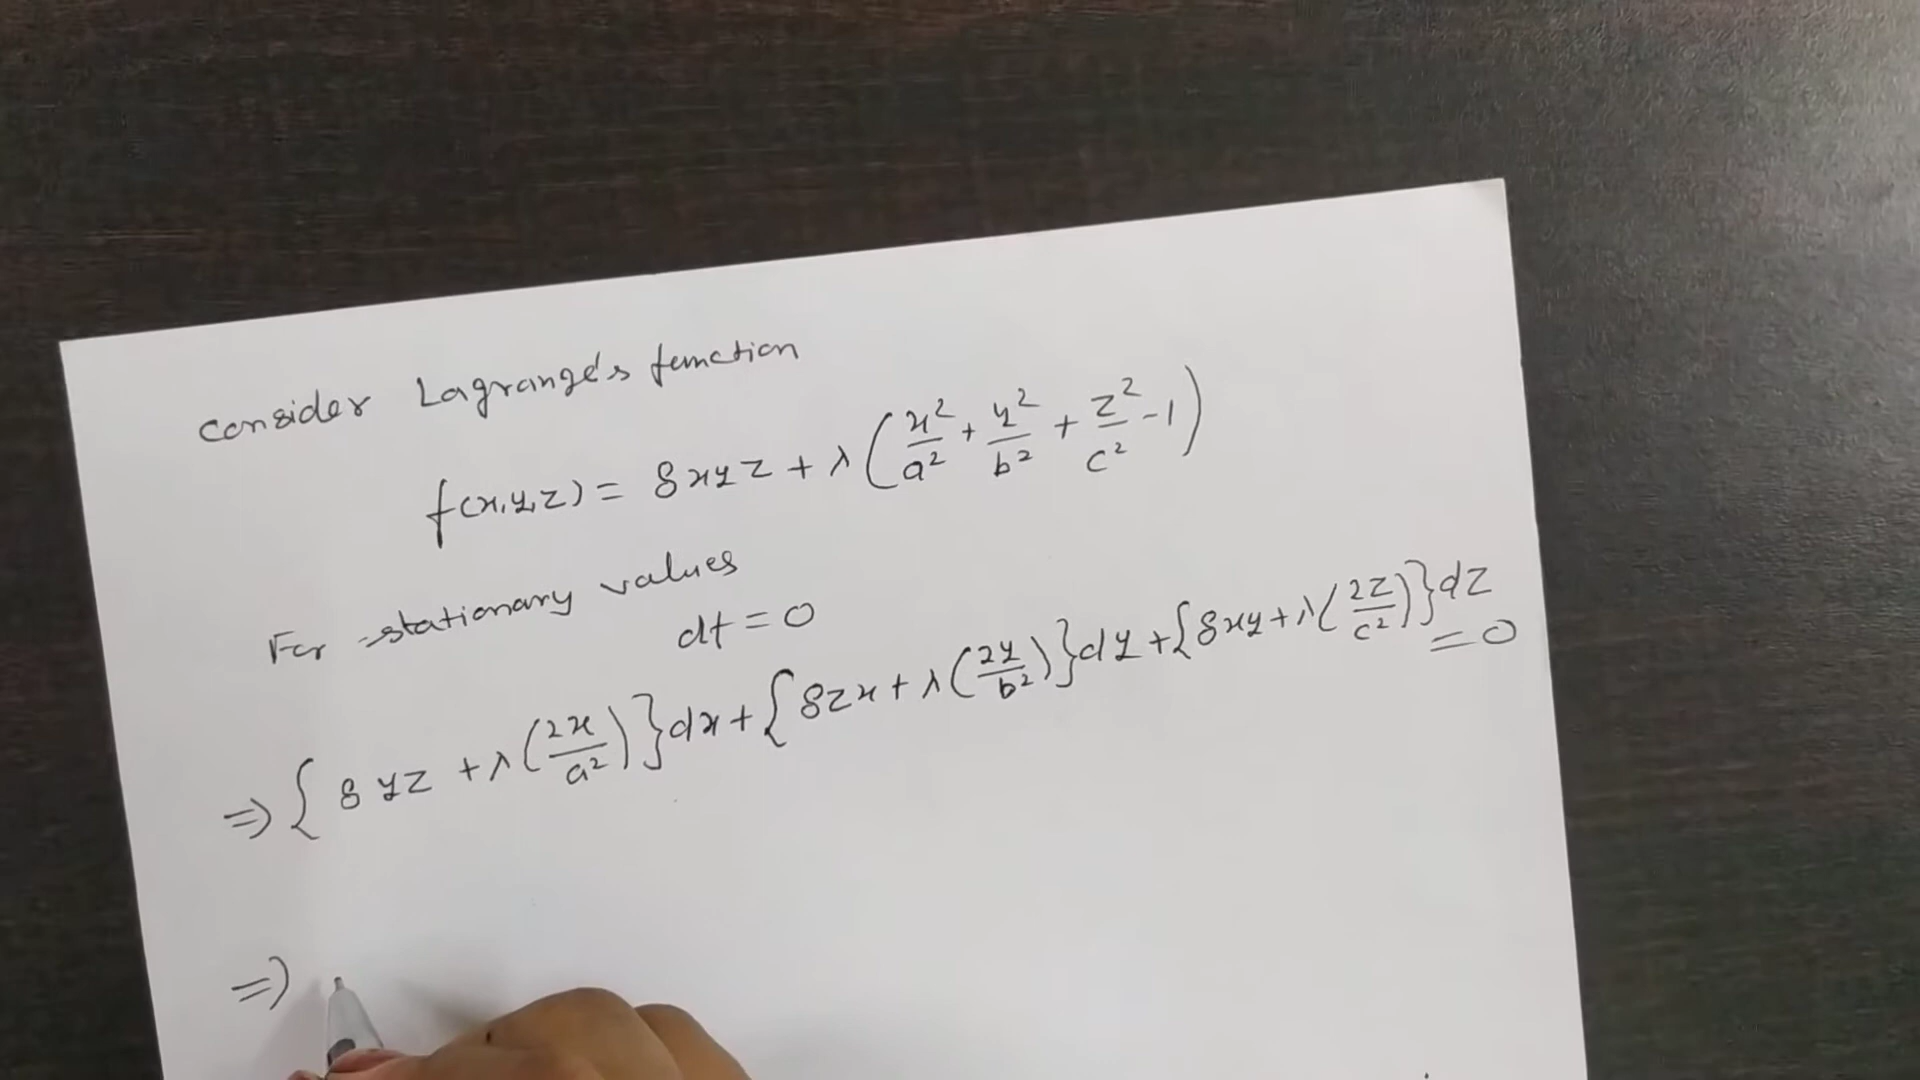 consider Lagrange's function
f(x,y,z) = 8xyz + λ(x²/a² + y²/b² + z²/c² - 1)
For stationary values
df = 0
⇒ {8yz + λ(2x/a²)}dx + {8zx + λ(2y/b²)}dy + {8xy + λ(2z/c²)}dz
= 0
⇒